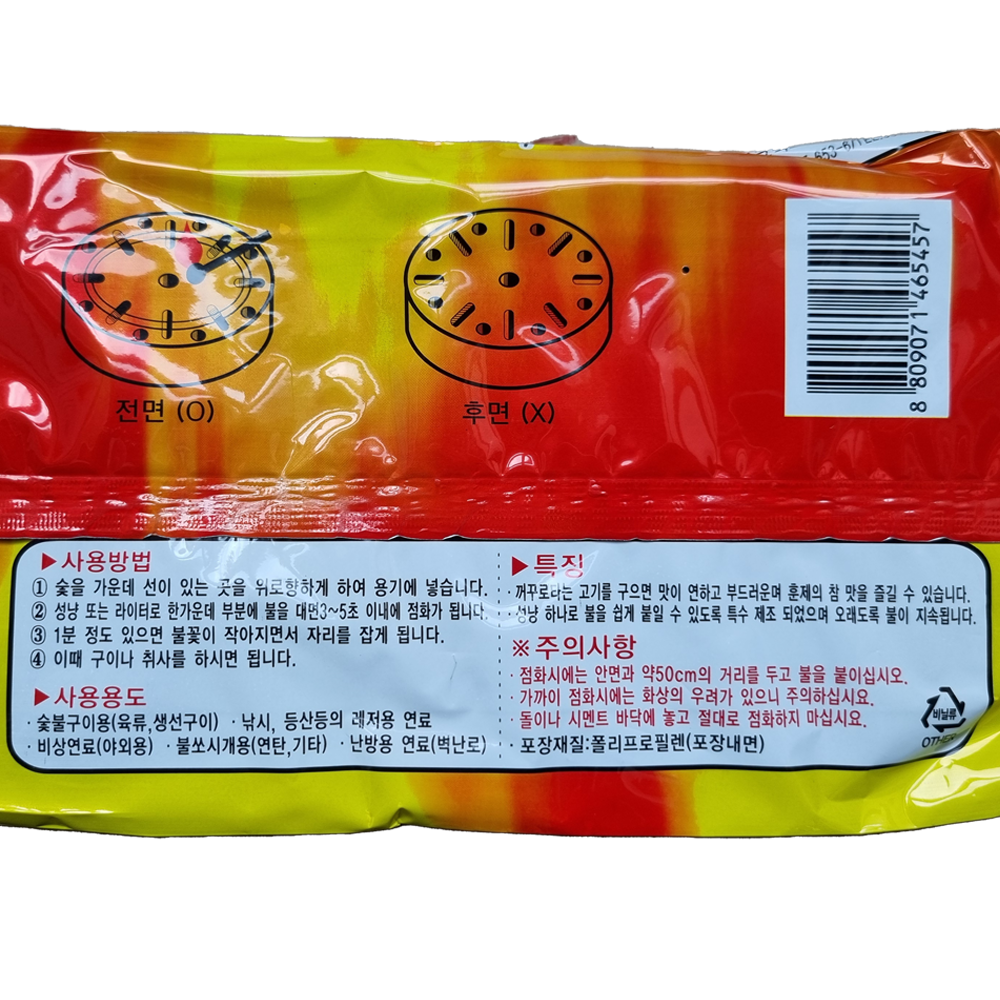 전면 (O)
후면 (X)
8 809071 465457
▶사용방법
① 숯을 가운데 선이 있는 곳을 위로향하게 하여 용기에 넣습니다.
② 성냥 또는 라이터로 한가운데 부분에 불을 대면3~5초 이내에 점화가 됩니다.
③ 1분 정도 있으면 불꽃이 작아지면서 자리를 잡게 됩니다.
④ 이때 구이나 취사를 하시면 됩니다.
▶사용용도
· 숯불구이용(육류,생선구이) · 낚시, 등산등의 레저용 연료
· 비상연료(야외용) · 불쏘시개용(연탄,기타) · 난방용 연료(벽난로)
▶특징
· 깨꾸로라는 고기를 구으면 맛이 연하고 부드러우며 훈제의 참 맛을 즐길 수 있습니다.
· 성냥 하나로 불을 쉽게 붙일 수 있도록 특수 제조 되었으며 오래도록 불이 지속됩니다.
※주의사항
· 점화시에는 안면과 약50cm의 거리를 두고 불을 붙이십시오.
· 가까이 점화시에는 화상의 우려가 있으니 주의하십시요.
· 돌이나 시멘트 바닥에 놓고 절대로 점화하지 마십시요.
· 포장재질:폴리프로필렌(포장내면)
비닐류
OTHER